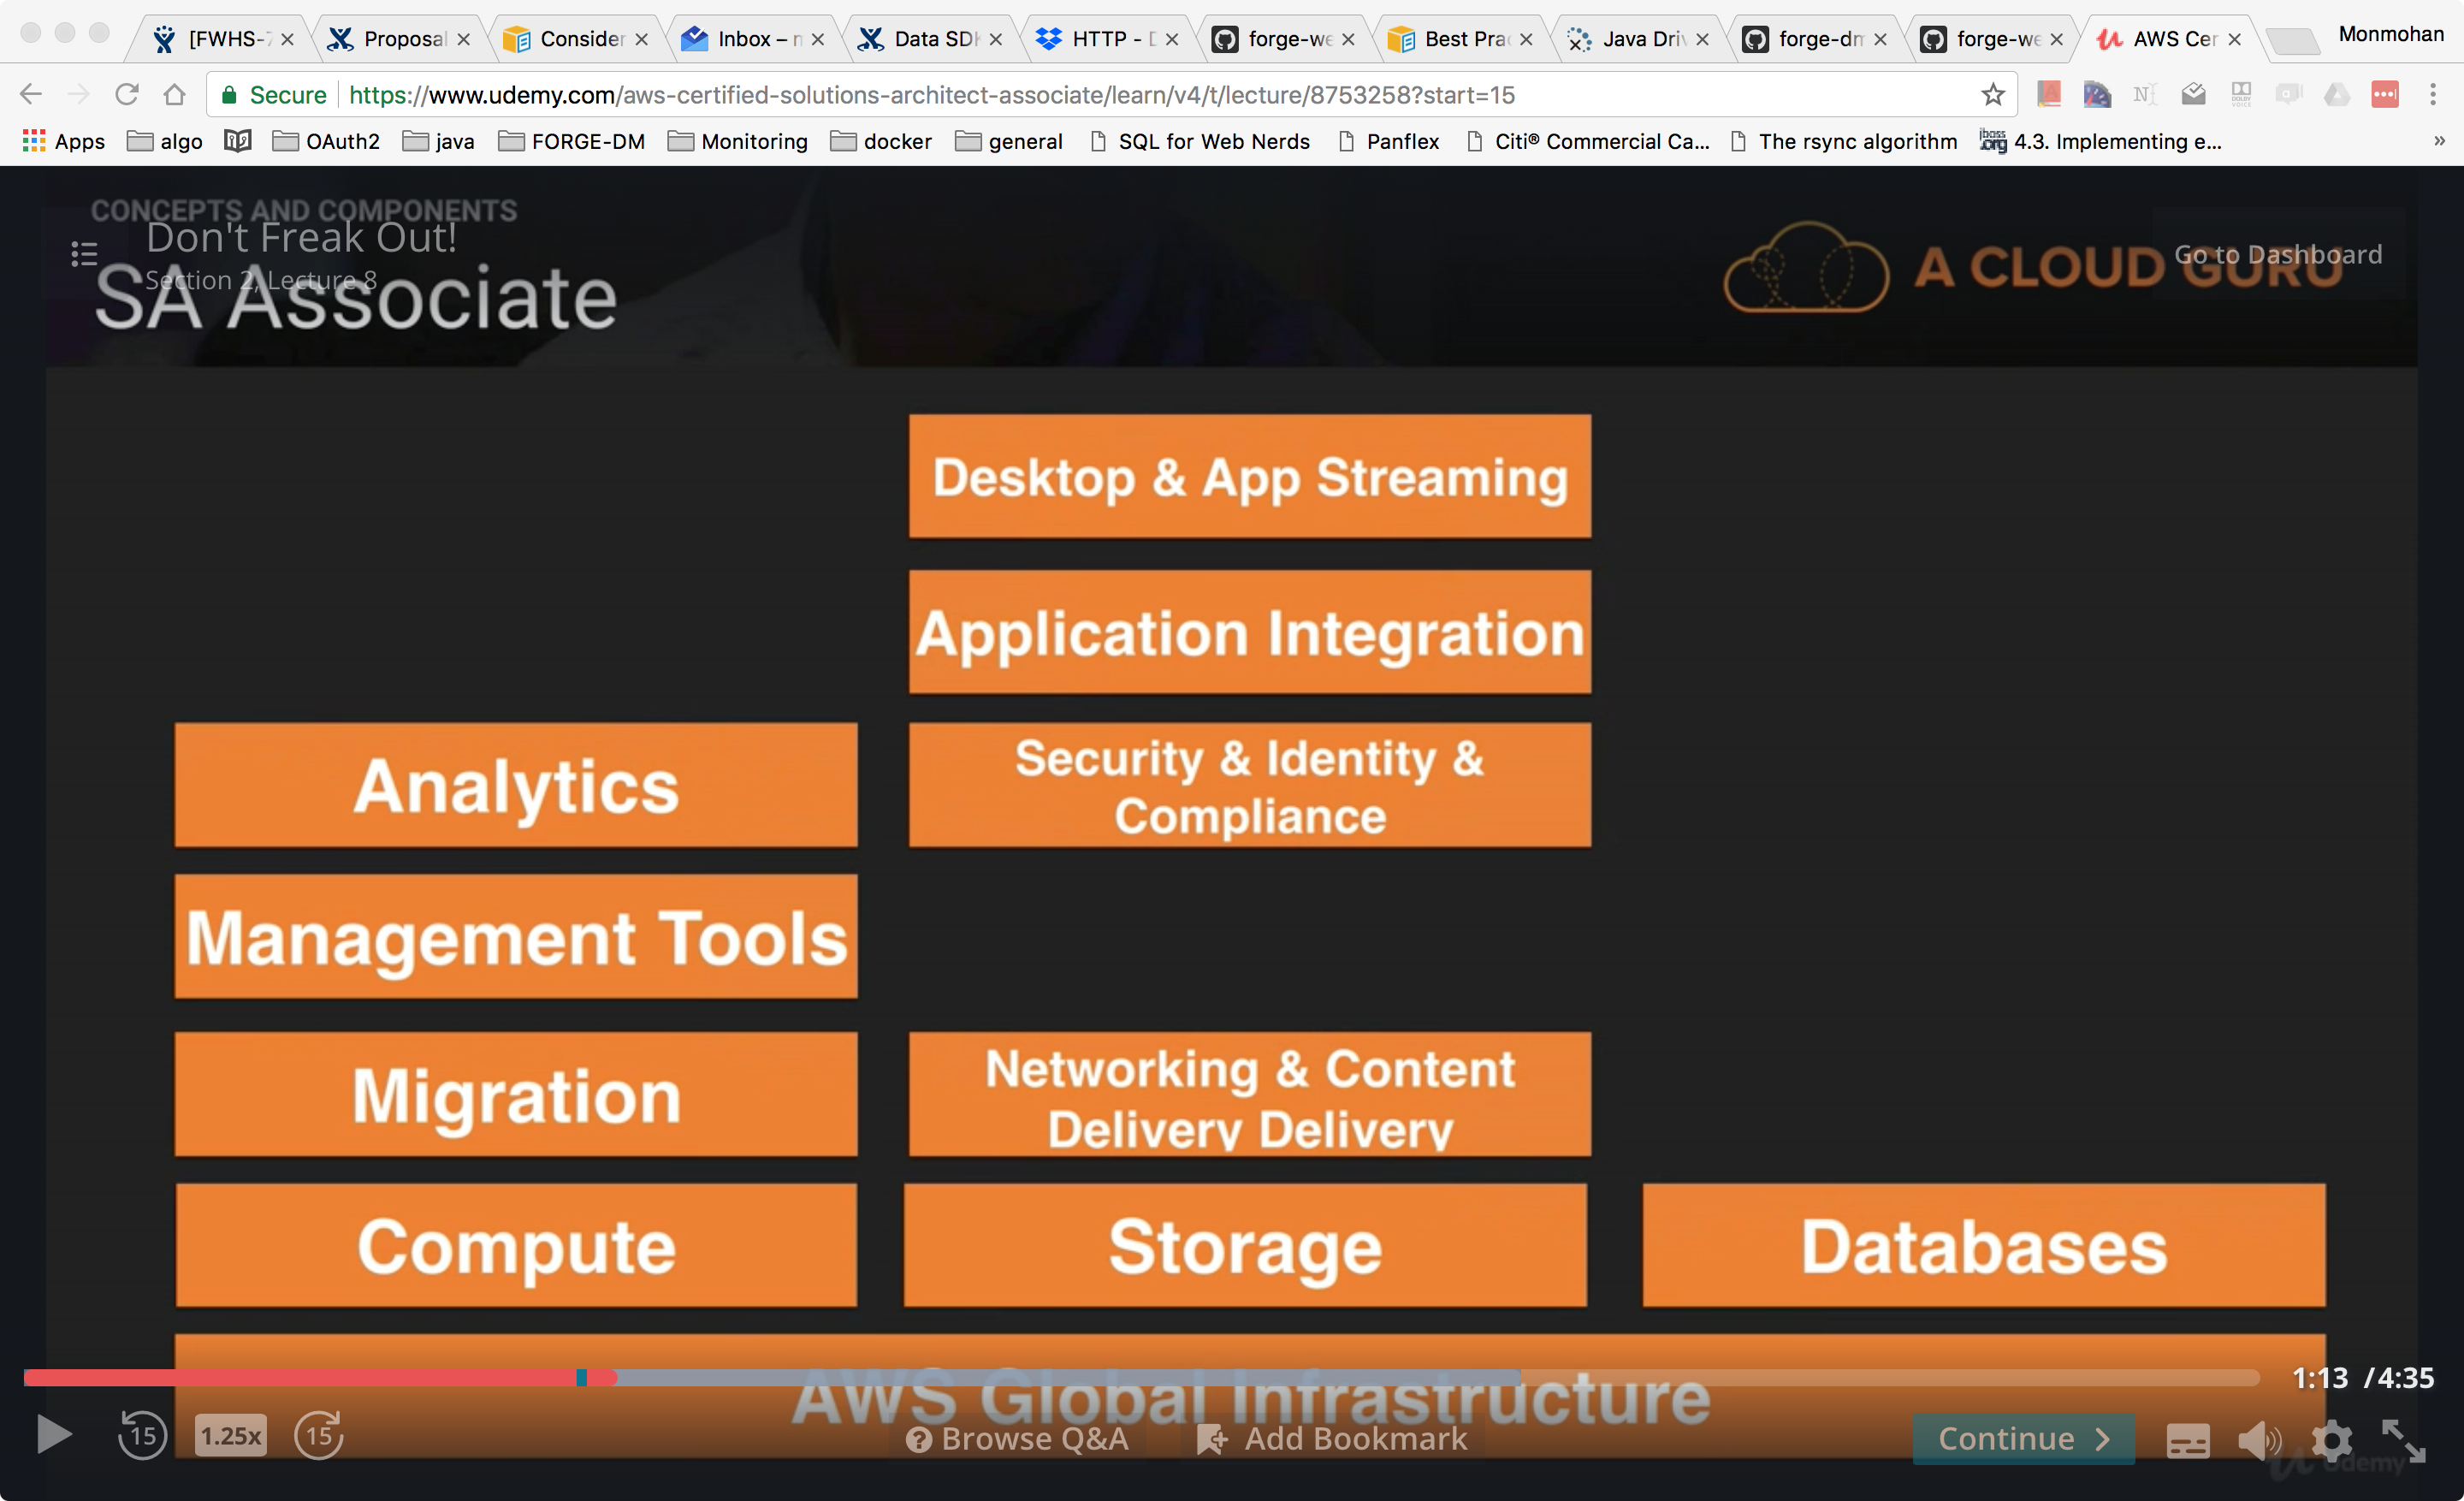 [FWHS-7
Proposal
Consider
Inbox – n
Data SDK
HTTP - D
forge-we
Best Prac
Java Driv
forge-dm
forge-we
AWS Cer
Monmohan
Secure
https://www.udemy.com/aws-certified-solutions-architect-associate/learn/v4/t/lecture/8753258?start=15
Apps
algo
OAuth2
java
FORGE-DM
Monitoring
docker
general
SQL for Web Nerds
Panflex
Citi® Commercial Ca...
The rsync algorithm
4.3. Implementing e...
»
CONCEPTS AND COMPONENTS
Don't Freak Out!
Section 2, Lecture 8
SA Associate
A CLOUD GURU
Go to Dashboard
Desktop & App Streaming
Application Integration
Analytics
Security & Identity &
Compliance
Management Tools
Migration
Networking & Content
Delivery Delivery
Compute
Storage
Databases
AWS Global Infrastructure
1:13 / 4:35
15
1.25x
15
Browse Q&A
Add Bookmark
Continue
Udemy